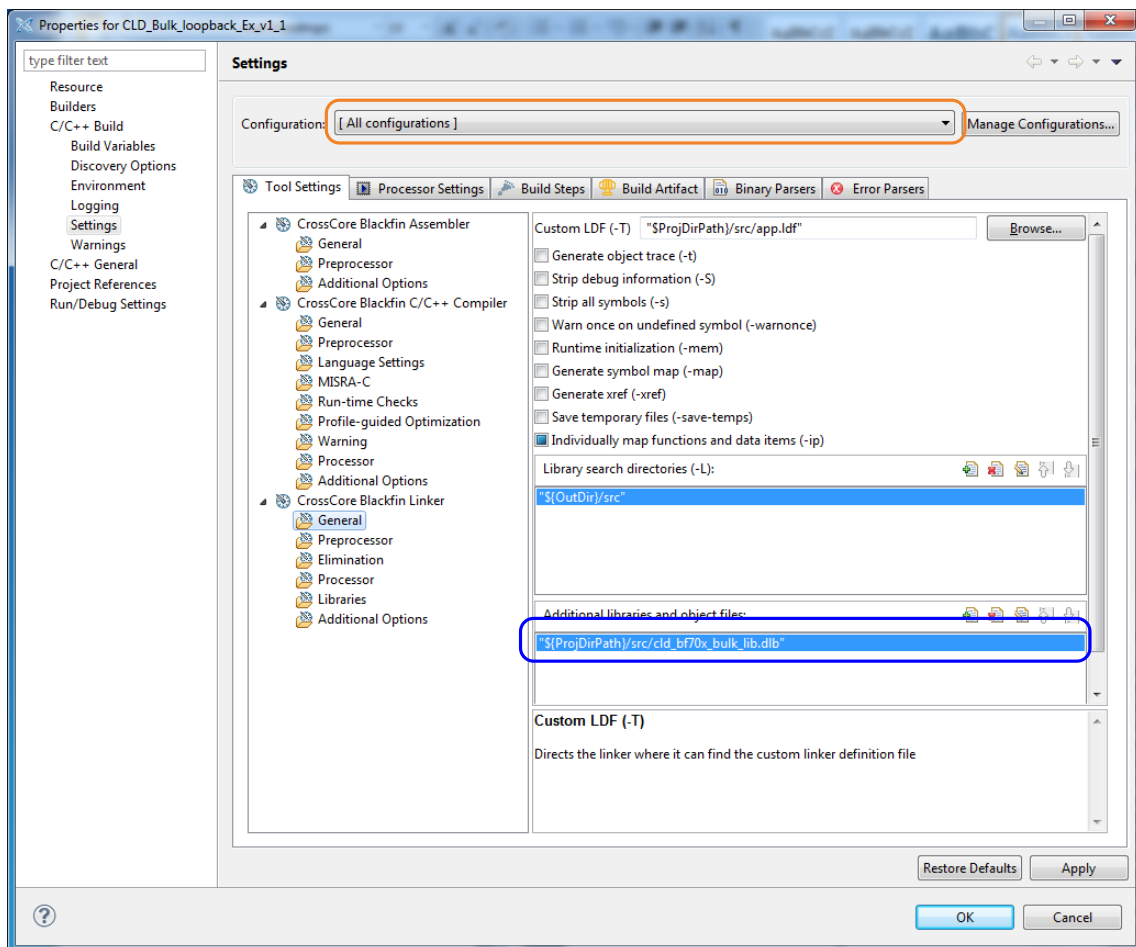 Properties for CLD_Bulk_loopback_Ex_v1_1
type filter text
Resource
Builders
C/C++ Build
Build Variables
Discovery Options
Environment
Logging
Settings
Warnings
C/C++ General
Project References
Run/Debug Settings
Settings
Configuration: [ All configurations ] Manage Configurations...
Tool Settings Processor Settings Build Steps Build Artifact Binary Parsers Error Parsers
CrossCore Blackfin Assembler
General
Preprocessor
Additional Options
CrossCore Blackfin C/C++ Compiler
General
Preprocessor
Language Settings
MISRA-C
Run-time Checks
Profile-guided Optimization
Warning
Processor
Additional Options
CrossCore Blackfin Linker
General
Preprocessor
Elimination
Processor
Libraries
Additional Options
Custom LDF (-T) "$ProjDirPath}/src/app.ldf" Browse...
Generate object trace (-t)
Strip debug information (-S)
Strip all symbols (-s)
Warn once on undefined symbol (-warnonce)
Runtime initialization (-mem)
Generate symbol map (-map)
Generate xref (-xref)
Save temporary files (-save-temps)
Individually map functions and data items (-ip)
Library search directories (-L):
"${OutDir}/src"
Additional libraries and object files:
"${ProjDirPath}/src/cld_bf70x_bulk_lib.dlb"
Custom LDF (-T)
Directs the linker where it can find the custom linker definition file
Restore Defaults Apply
OK Cancel